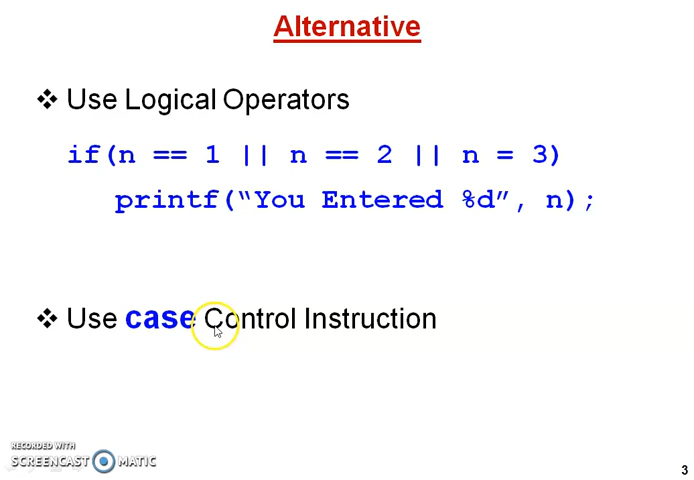 Alternative
❖ Use Logical Operators
if(n == 1 || n == 2 || n = 3)
printf(“You Entered %d”, n);
❖ Use case Control Instruction
RECORDED WITH
SCREENCAST MATIC
3